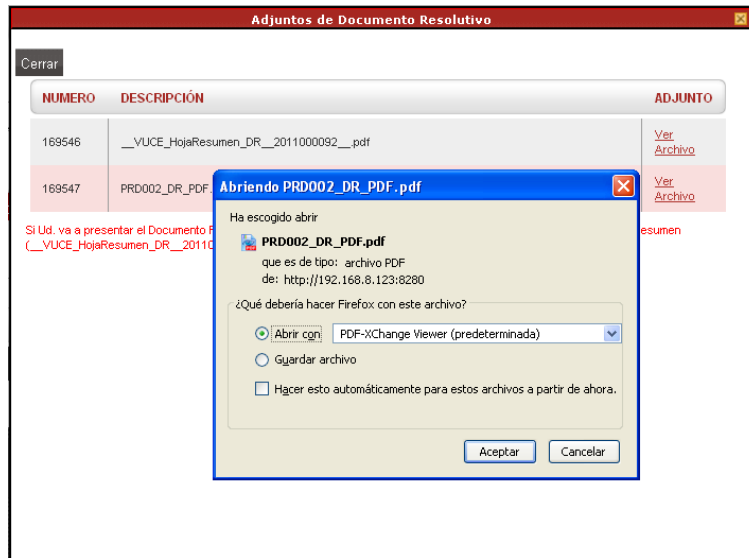 Adjuntos de Documento Resolutivo
Cerrar
NUMERO DESCRIPCIÓN ADJUNTO
169546 __VUCE_HojaResumen_DR__2011000092__.pdf Ver
Archivo
169547 PRD002_DR_PDF. Ver
Archivo
Si Ud. va a presentar el Documento esumen
(__VUCE_HojaResumen_DR__2011
Abriendo PRD002_DR_PDF.pdf
Ha escogido abrir
PRD002_DR_PDF.pdf
que es de tipo: archivo PDF
de: http://192.168.8.123:8280
¿Qué debería hacer Firefox con este archivo?
Abrir con PDF-XChange Viewer (predeterminada)
Guardar archivo
Hacer esto automáticamente para estos archivos a partir de ahora.
Aceptar Cancelar